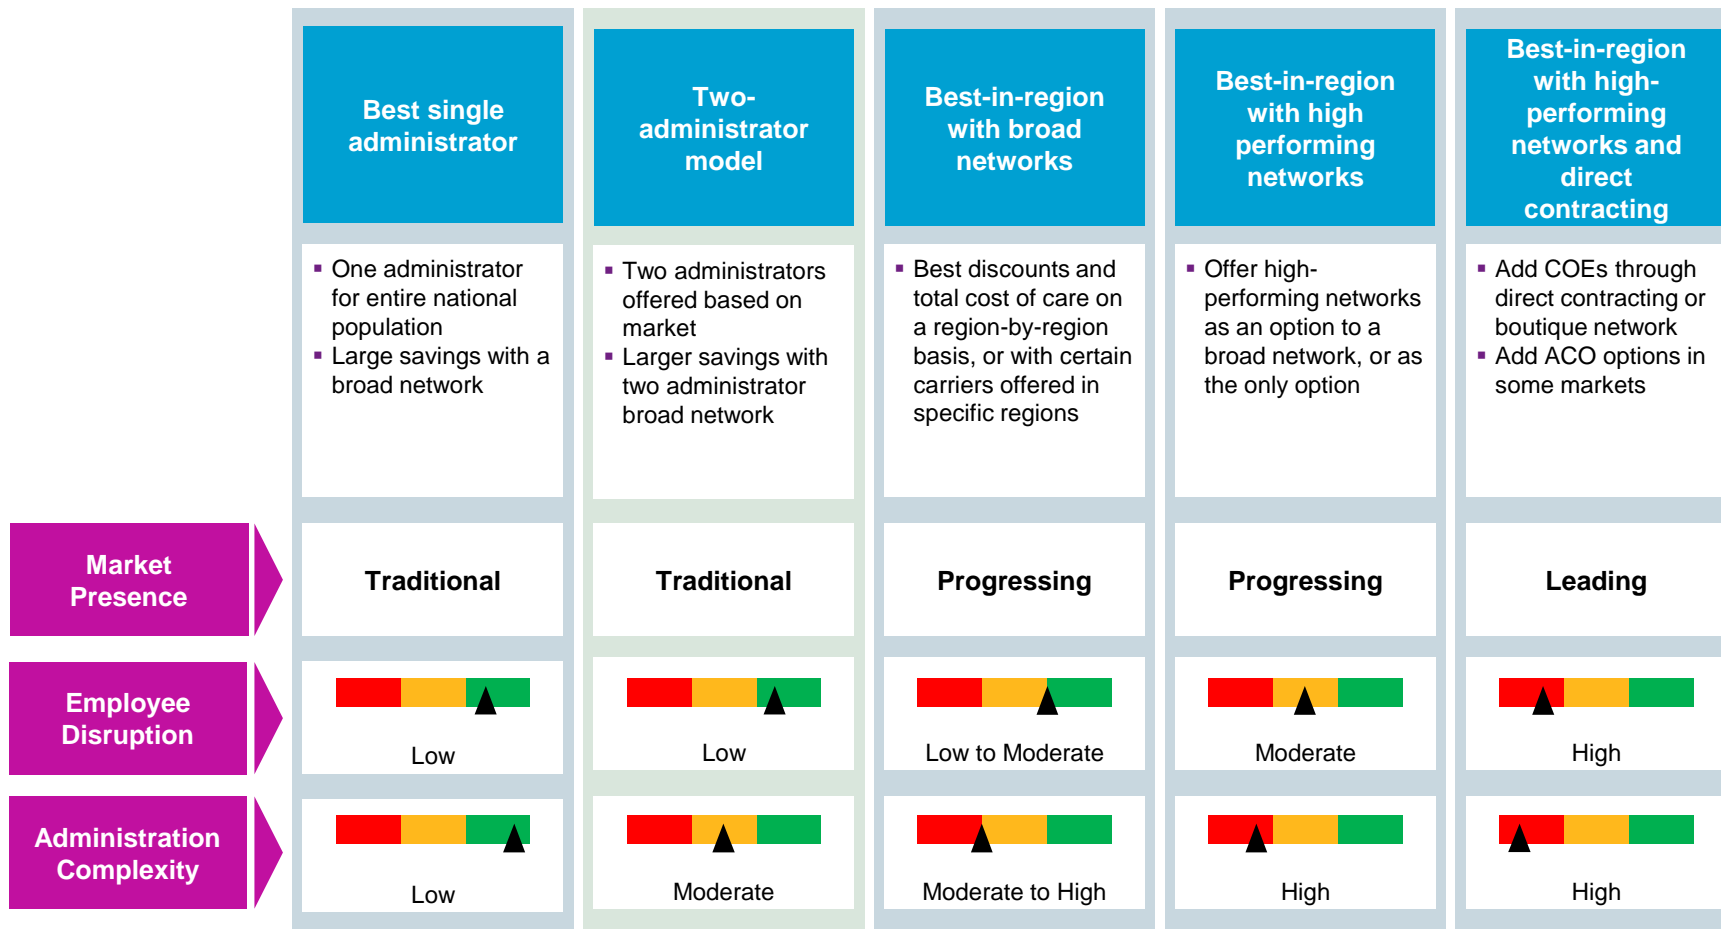 Best single
administrator
Two-
administrator
model
Best-in-region
with broad
networks
Best-in-region
with high
performing
networks
Best-in-region
with high-
performing
networks and
direct
contracting
▪ One administrator
for entire national
population
▪ Large savings with a
broad network
▪ Two administrators
offered based on
market
▪ Larger savings with
two administrator
broad network
▪ Best discounts and
total cost of care on
a region-by-region
basis, or with certain
carriers offered in
specific regions
▪ Offer high-
performing networks
as an option to a
broad network, or as
the only option
▪ Add COEs through
direct contracting or
boutique network
▪ Add ACO options in
some markets
Market
Presence
Traditional
Traditional
Progressing
Progressing
Leading
Employee
Disruption
Low
Low
Low to Moderate
Moderate
High
Administration
Complexity
Low
Moderate
Moderate to High
High
High